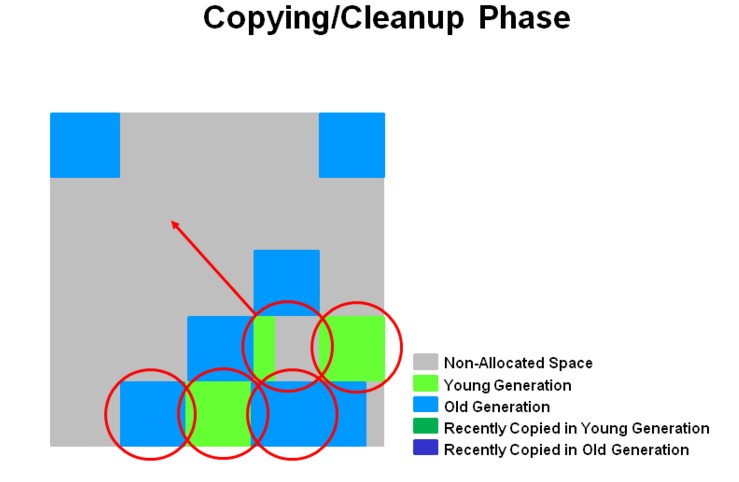 Copying/Cleanup Phase
Non-Allocated Space
Young Generation
Old Generation
Recently Copied in Young Generation
Recently Copied in Old Generation